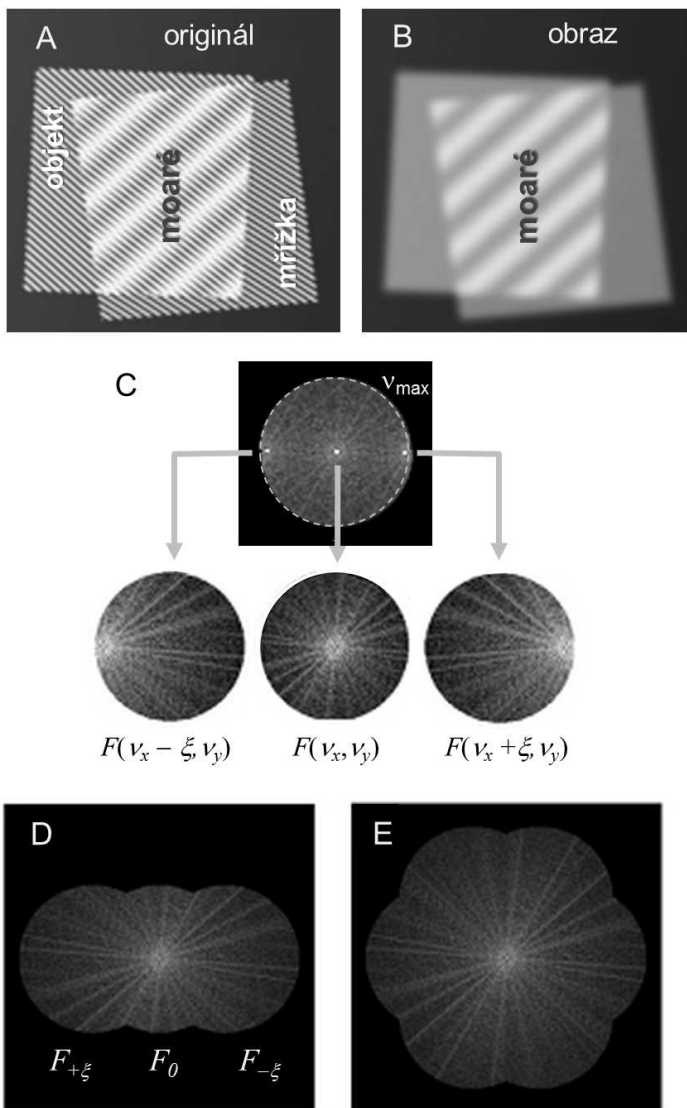 A
originál
objekt
moaré
mřížka
B
obraz
moaré
C
νmax
F(νx − ξ, νy)
F(νx, νy)
F(νx + ξ, νy)
D
F+ξ
F0
F−ξ
E